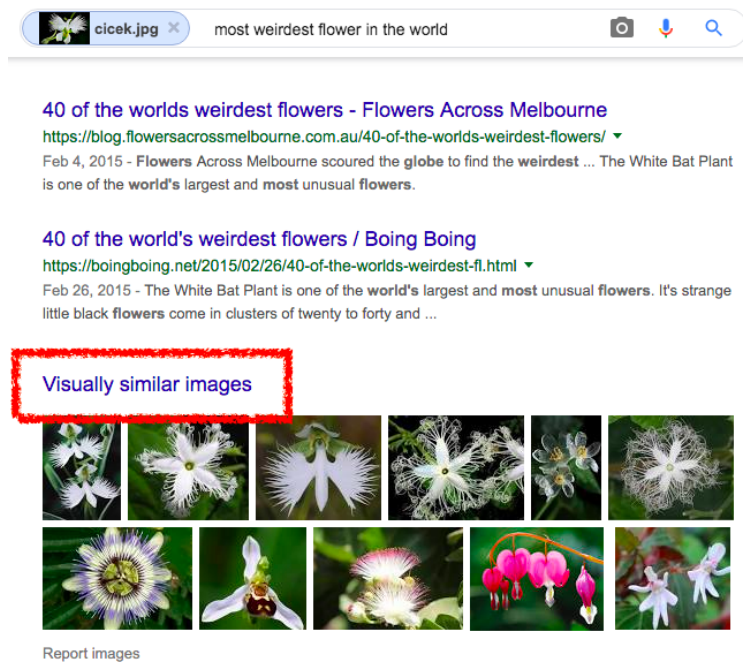 cicek.jpg × most weirdest flower in the world
40 of the worlds weirdest flowers - Flowers Across Melbourne
https://blog.flowersacrossmelbourne.com.au/40-of-the-worlds-weirdest-flowers/
Feb 4, 2015 - Flowers Across Melbourne scoured the globe to find the weirdest ... The White Bat Plant
is one of the world's largest and most unusual flowers.
40 of the world's weirdest flowers / Boing Boing
https://boingboing.net/2015/02/26/40-of-the-worlds-weirdest-fl.html
Feb 26, 2015 - The White Bat Plant is one of the world's largest and most unusual flowers. It's strange
little black flowers come in clusters of twenty to forty and ...
Visually similar images
Report images